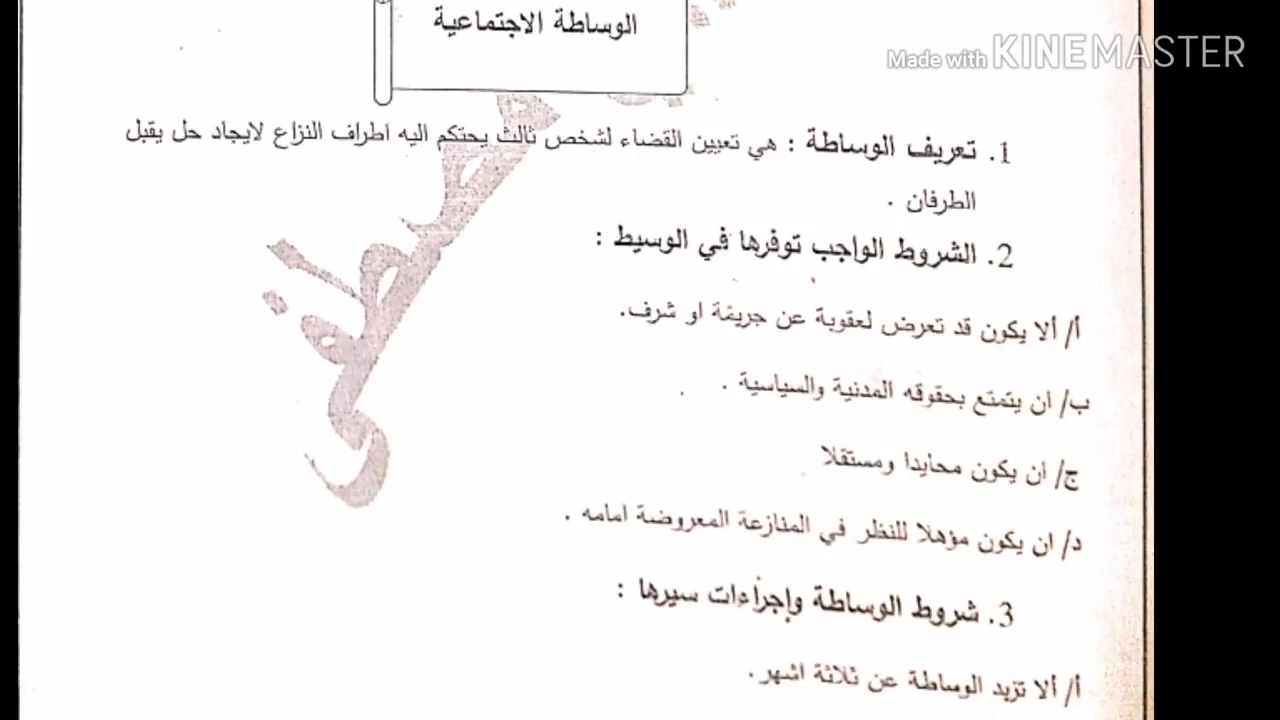 الوساطة الاجتماعية
Made with KINEMASTER
1. تعريف الوساطة : هي تعيين القضاء لشخص ثالث يحتكم اليه اطراف النزاع لايجاد حل يقبل
الطرفان .
2. الشروط الواجب توفرها في الوسيط :
أ/ ألا يكون قد تعرض لعقوبة عن جريمة او شرف.
ب/ ان يتمتع بحقوقه المدنية والسياسية .
ج/ ان يكون محايدا ومستقلا
د/ ان يكون مؤهلا للنظر في المنازعة المعروضة امامه .
3. شروط الوساطة وإجراءات سيرها :
أ/ ألا تزيد الوساطة عن ثلاثة اشهر.
مصطفى